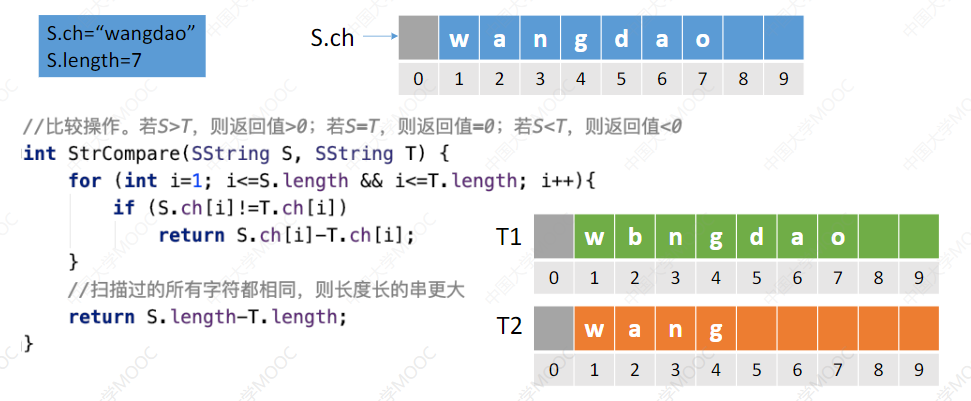 S.ch=“wangdao”
S.length=7
S.ch
w a n g d a o
0 1 2 3 4 5 6 7 8 9
//比较操作。若S>T，则返回值>0；若S=T，则返回值=0；若S<T，则返回值<0
int StrCompare(SString S, SString T) {
for (int i=1; i<=S.length && i<=T.length; i++){
if (S.ch[i]!=T.ch[i])
return S.ch[i]-T.ch[i];
}
//扫描过的所有字符都相同，则长度长的串更大
return S.length-T.length;
}
T1
w b n g d a o
0 1 2 3 4 5 6 7 8 9
T2
w a n g
0 1 2 3 4 5 6 7 8 9
中国大学MOOC